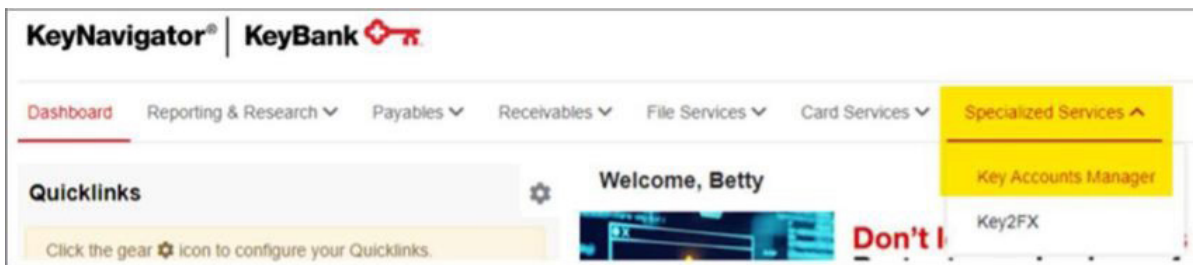 KeyNavigator® | KeyBank
Dashboard Reporting & Research Payables Receivables File Services Card Services Specialized Services
Quicklinks
Click the gear icon to configure your Quicklinks.
Welcome, Betty
Don't
Key Accounts Manager
Key2FX